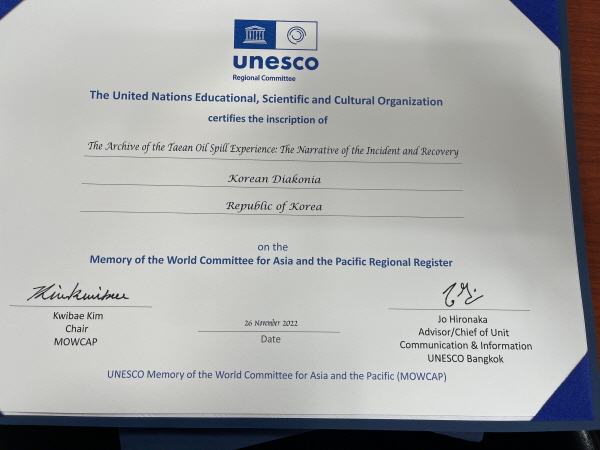 unesco
Regional Committee
The United Nations Educational, Scientific and Cultural Organization
certifies the inscription of
The Archive of the Taean Oil Spill Experience: The Narrative of the Incident and Recovery
Korean Diakonia
Republic of Korea
on the
Memory of the World Committee for Asia and the Pacific Regional Register
Kwibae Kim
Chair
MOWCAP
26 November 2022
Date
Jo Hironaka
Advisor/Chief of Unit
Communication & Information
UNESCO Bangkok
UNESCO Memory of the World Committee for Asia and the Pacific (MOWCAP)